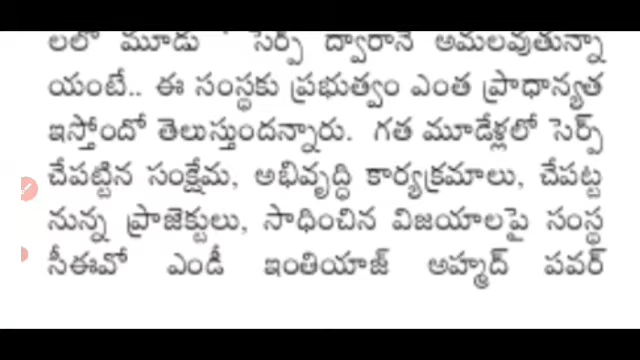 లలో మూడు ' సెర్ప్ ద్వారానే అమలవుతున్నా
యంటే.. ఈ సంస్థకు ప్రభుత్వం ఎంత ప్రాధాన్యత
ఇస్తోందో తెలుస్తుందన్నారు. గత మూడేళ్లలో సెర్ప్
చేపట్టిన సంక్షేమ, అభివృద్ధి కార్యక్రమాలు, చేపట్ట
నున్న ప్రాజెక్టులు, సాధించిన విజయాలపై సంస్థ
సీఈవో ఎండీ ఇంతియాజ్ అహ్మద్ పవర్